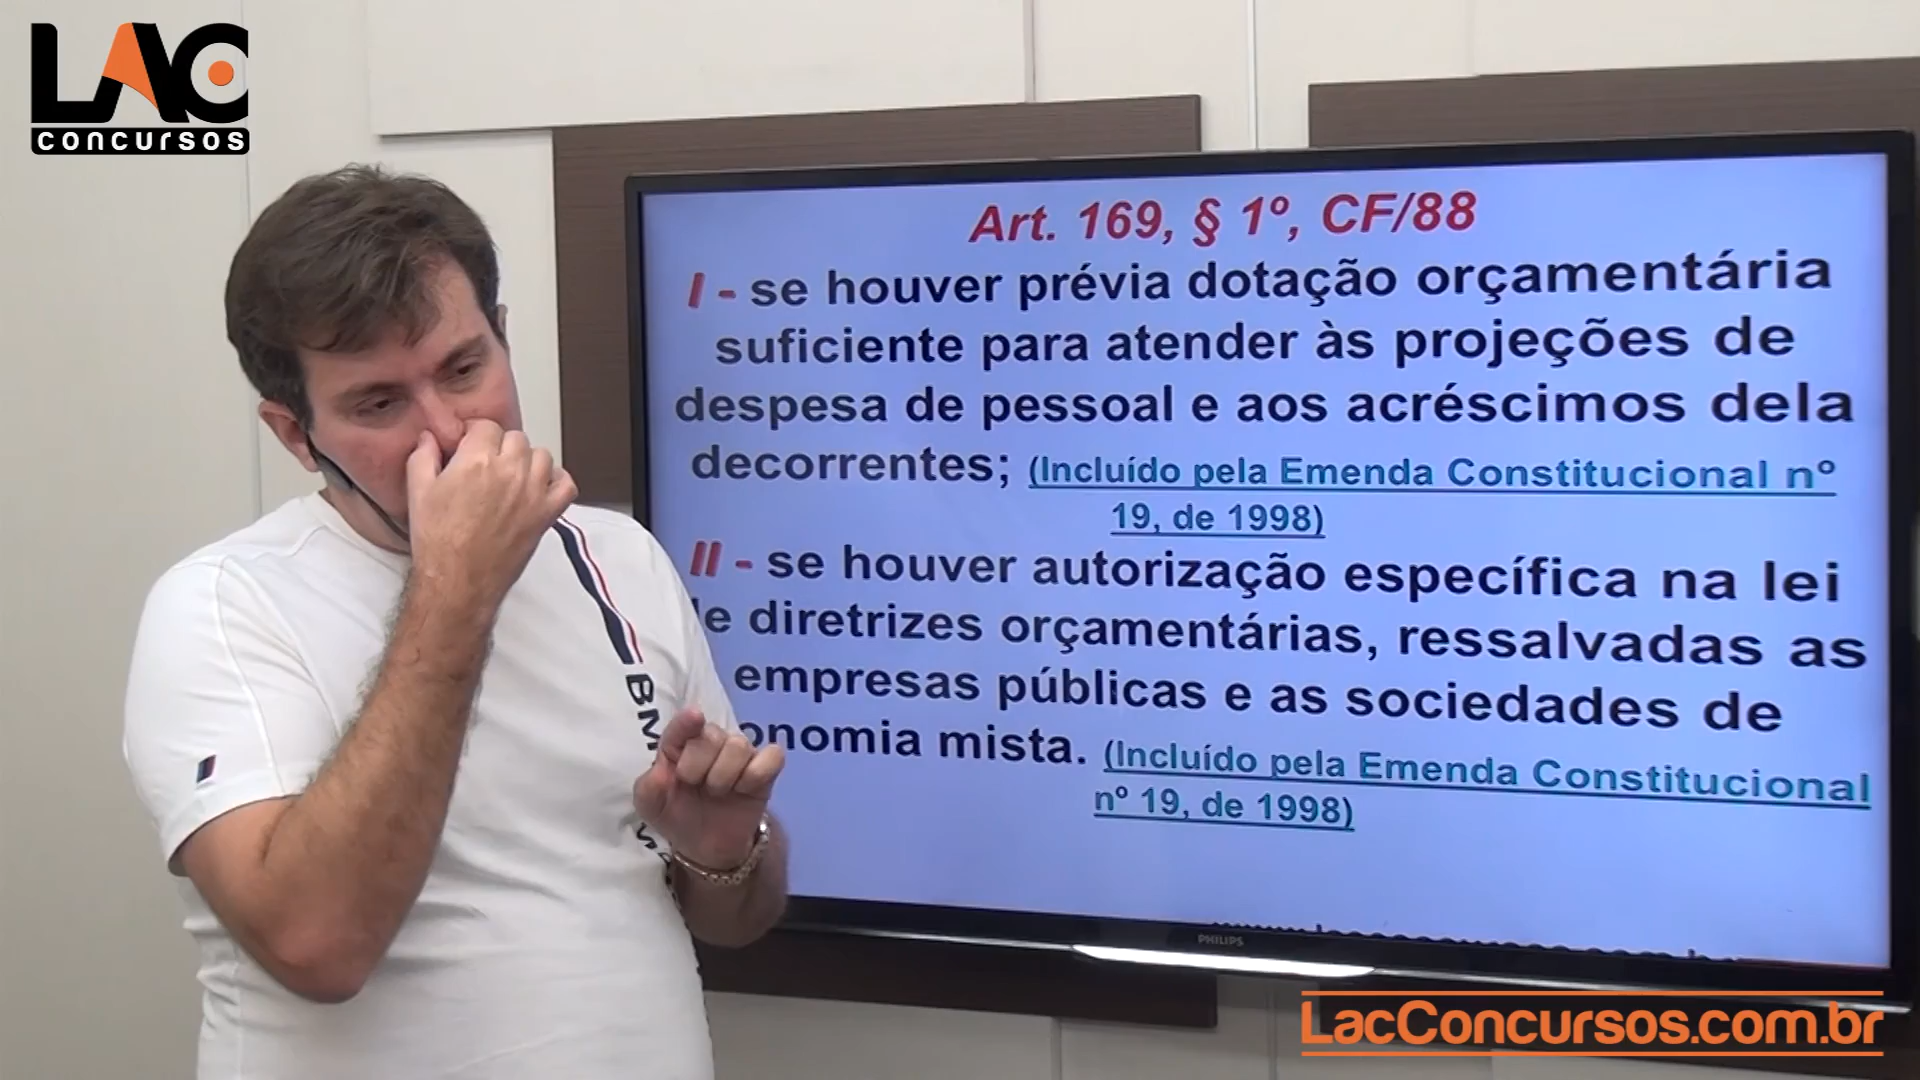 LAC
concursos
Art. 169, § 1º, CF/88
I - se houver prévia dotação orçamentária
suficiente para atender às projeções de
despesa de pessoal e aos acréscimos dela
decorrentes; (Incluído pela Emenda Constitucional nº
19, de 1998)
II - se houver autorização específica na lei
e diretrizes orçamentárias, ressalvadas as
empresas públicas e as sociedades de
onomia mista. (Incluído pela Emenda Constitucional
nº 19, de 1998)
BM
PHILIPS
LacConcursos.com.br